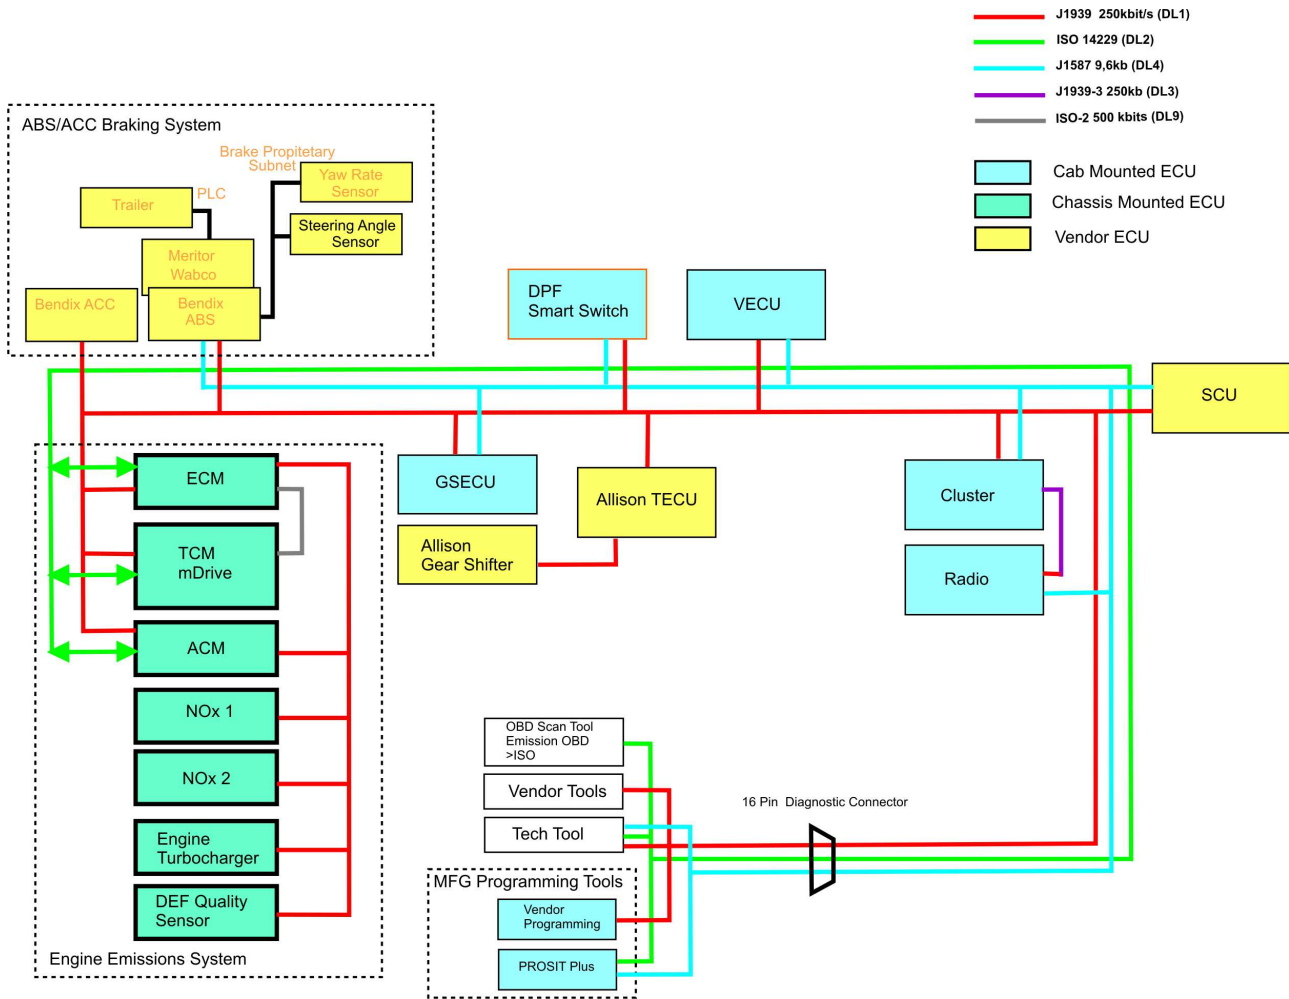 J1939 250kbit/s (DL1)
ISO 14229 (DL2)
J1587 9,6kb (DL4)
J1939-3 250kb (DL3)
ISO-2 500 kbits (DL9)
Cab Mounted ECU
Chassis Mounted ECU
Vendor ECU
ABS/ACC Braking System
Brake Propitetary
Subnet
Yaw Rate
Sensor
PLC
Trailer
Steering Angle
Sensor
Meritor
Wabco
Bendix ACC
Bendix
ABS
DPF
Smart Switch
VECU
SCU
ECM
TCM
mDrive
ACM
NOx 1
NOx 2
Engine
Turbocharger
DEF Quality
Sensor
Engine Emissions System
GSECU
Allison
Gear Shifter
Allison TECU
Cluster
Radio
OBD Scan Tool
Emission OBD
>ISO
Vendor Tools
Tech Tool
16 Pin Diagnostic Connector
MFG Programming Tools
Vendor
Programming
PROSIT Plus